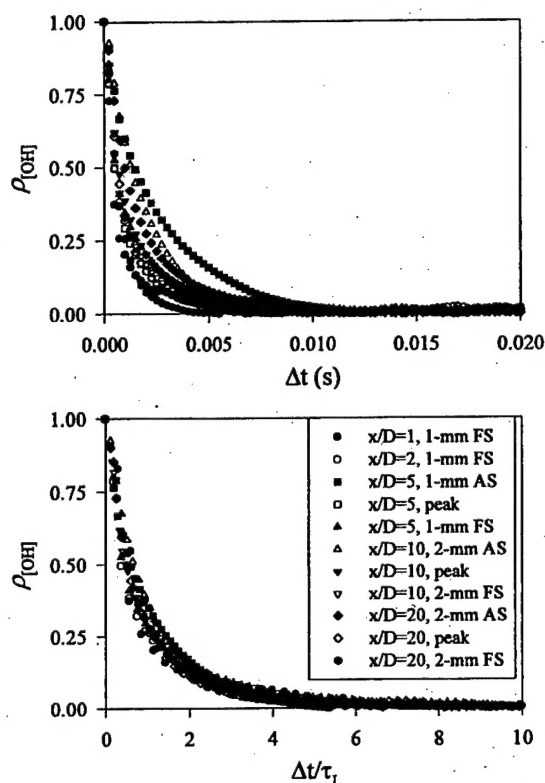 1.00
0.75
0.50
0.25
0.00
ρ[OH]
0.000 0.005 0.010 0.015 0.020
Δt (s)
1.00
0.75
0.50
0.25
0.00
ρ[OH]
x/D=1, 1-mm FS
x/D=2, 1-mm FS
x/D=5, 1-mm AS
x/D=5, peak
x/D=5, 1-mm FS
x/D=10, 2-mm AS
x/D=10, peak
x/D=10, 2-mm FS
x/D=20, 2-mm AS
x/D=20, peak
x/D=20, 2-mm FS
0 2 4 6 8 10
Δt/τI